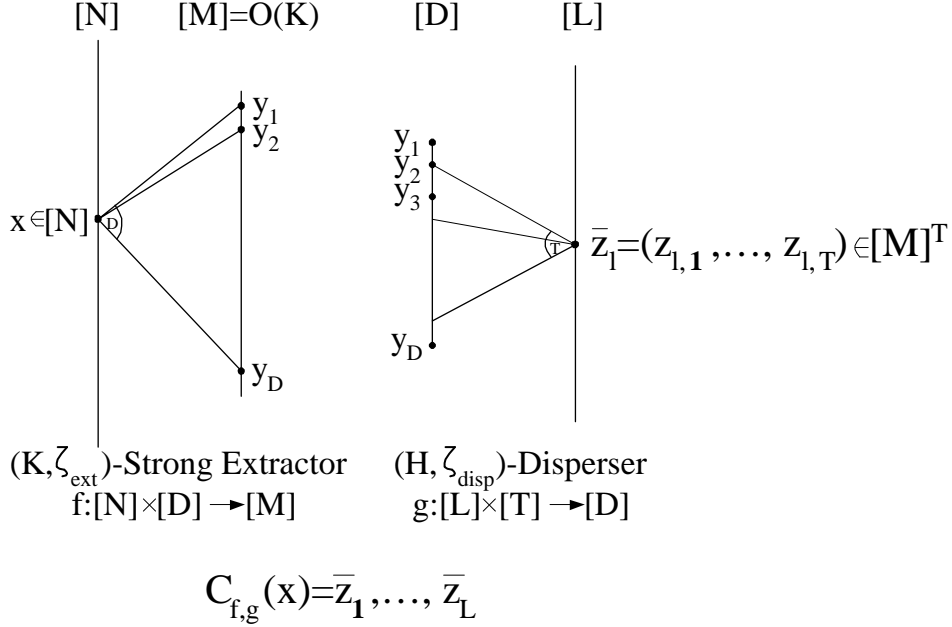 [N] [M]=O(K) [D] [L]
y1
y2
D
x∈[N]
yD
y1
y2
y3
T
z̄l=(zl,1,..., zl,T)∈[M]T
yD
(K,ζext)-Strong Extractor
f:[N]×[D]→[M]
(H,ζdisp)-Disperser
g:[L]×[T]→[D]
Cf,g(x)=z̄1,..., z̄L